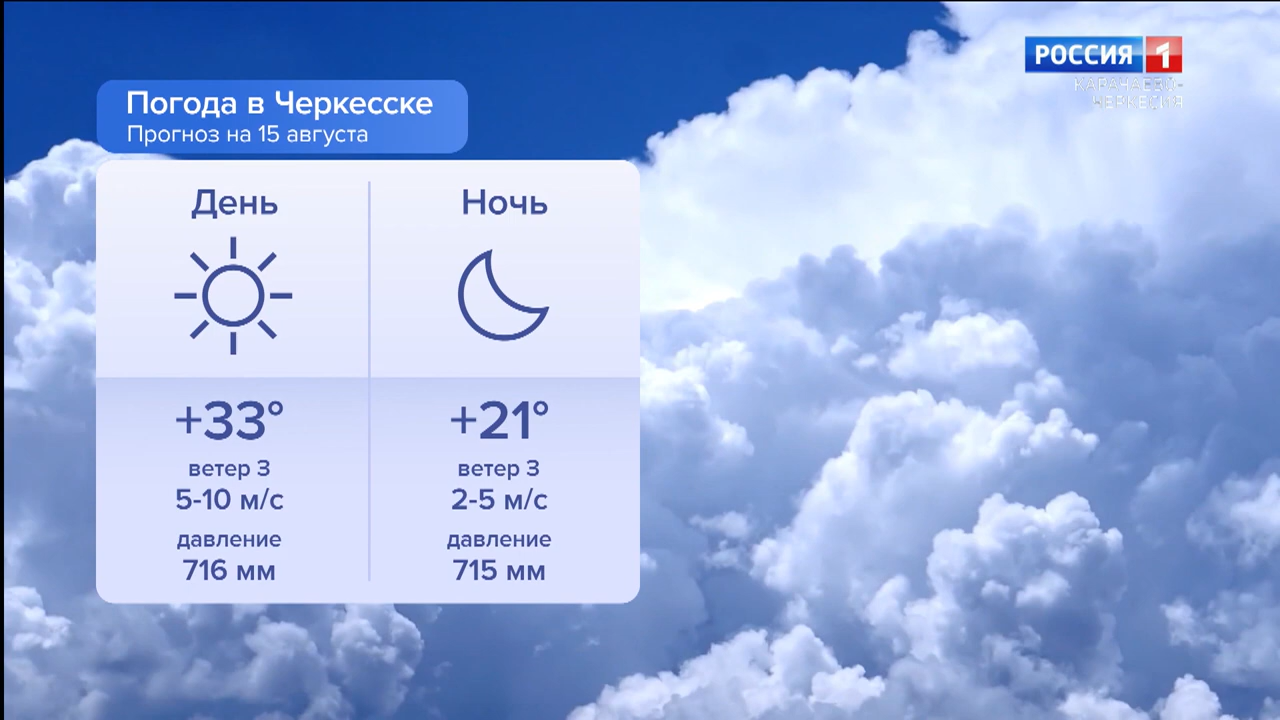 РОССИЯ 1
КАРАЧАЕВО-
ЧЕРКЕСИЯ
Погода в Черкесске
Прогноз на 15 августа
День
Ночь
+33°
+21°
ветер З
ветер З
5-10 м/с
2-5 м/с
давление
давление
716 мм
715 мм